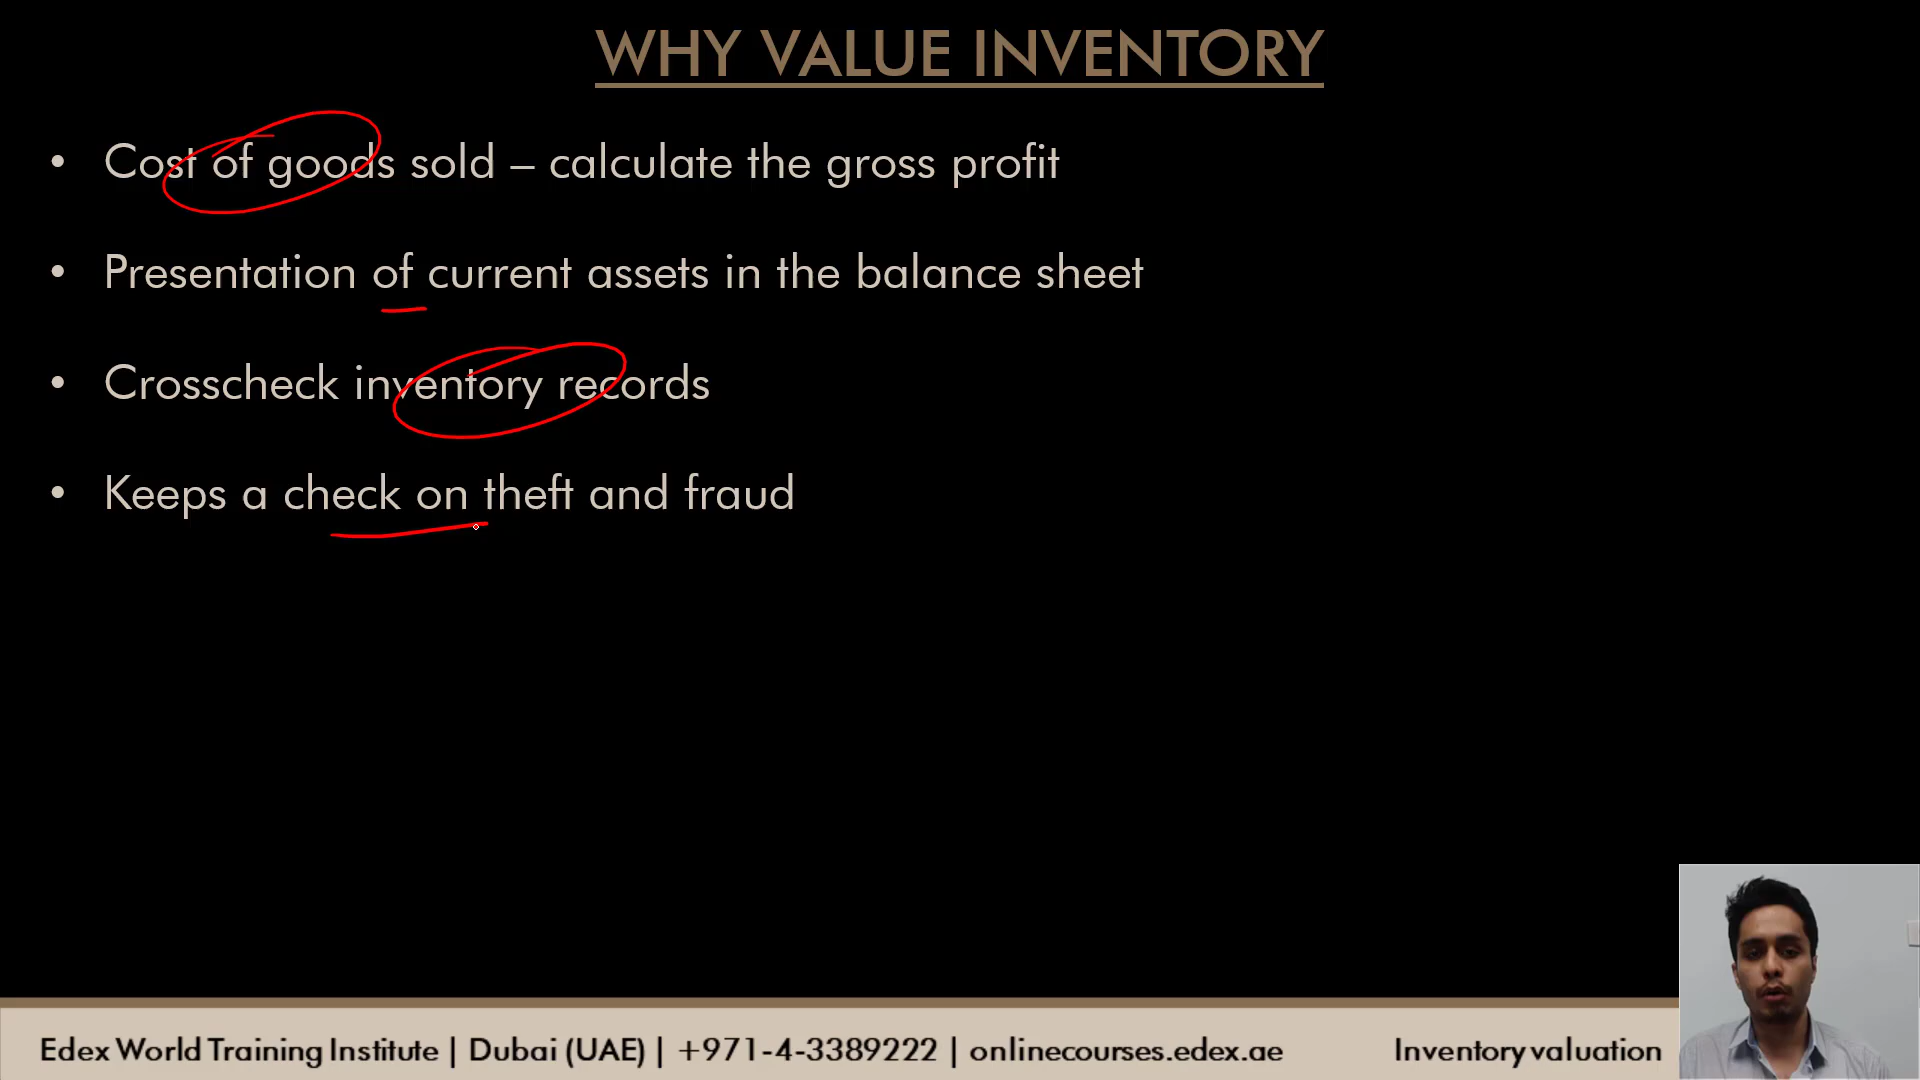 WHY VALUE INVENTORY
• Cost of goods sold – calculate the gross profit
• Presentation of current assets in the balance sheet
• Crosscheck inventory records
• Keeps a check on theft and fraud
Edex World Training Institute | Dubai (UAE) | +971-4-3389222 | onlinecourses.edex.ae Inventory valuation